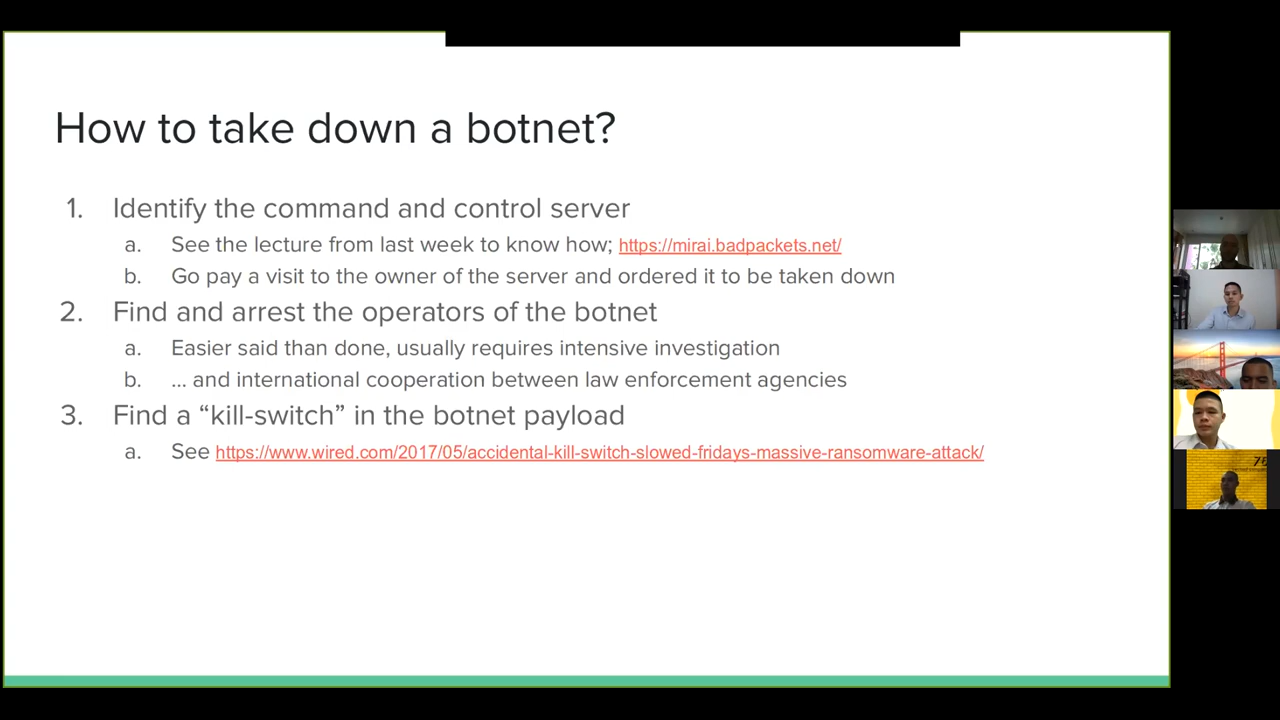 How to take down a botnet?
1. Identify the command and control server
a. See the lecture from last week to know how; https://mirai.badpackets.net/
b. Go pay a visit to the owner of the server and ordered it to be taken down
2. Find and arrest the operators of the botnet
a. Easier said than done, usually requires intensive investigation
b. ... and international cooperation between law enforcement agencies
3. Find a “kill-switch” in the botnet payload
a. See https://www.wired.com/2017/05/accidental-kill-switch-slowed-fridays-massive-ransomware-attack/